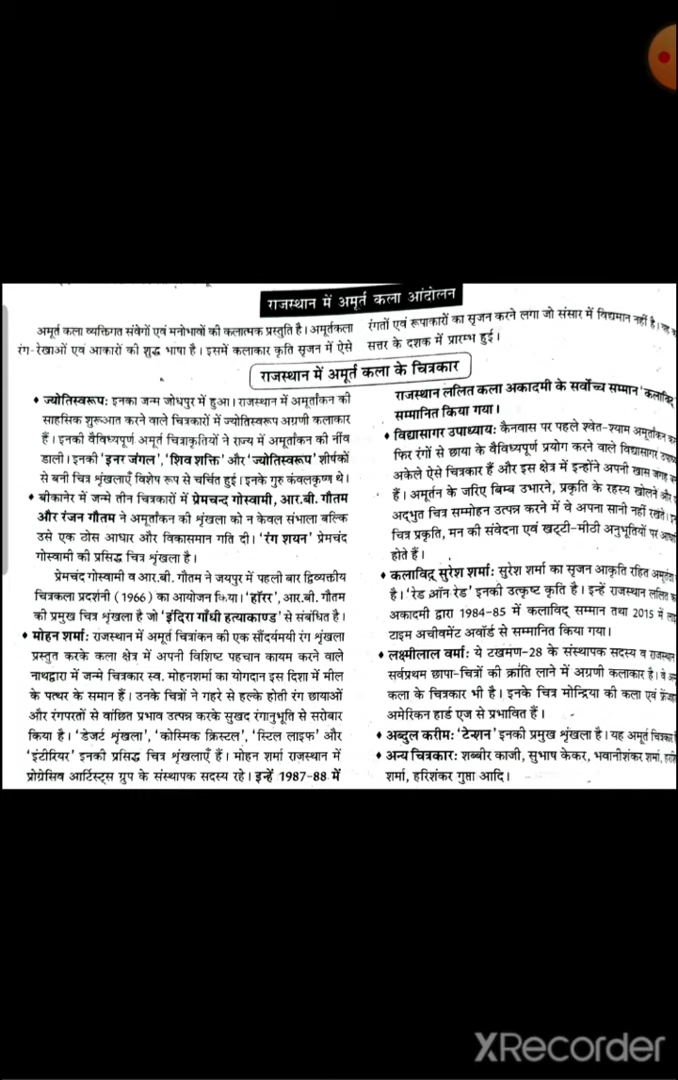 राजस्थान में अमूर्त कला आंदोलन
अमूर्त कला व्यक्तिगत संवेगों एवं मनोभावों की कलात्मक प्रस्तुति है। अमूर्तकला
रंग-रेखाओं एवं आकारों की शुद्ध भाषा है। इसमें कलाकार कृति सृजन में ऐसे
रंगतों एवं रूपाकारों का सृजन करने लगा जो संसार में विद्यमान नहीं है। यह
सत्तर के दशक में प्रारम्भ हुई।
राजस्थान में अमूर्त कला के चित्रकार
♦ ज्योतिस्वरूप: इनका जन्म जोधपुर में हुआ। राजस्थान में अमूर्तांकन की
साहसिक शुरूआत करने वाले चित्रकारों में ज्योतिस्वरूप अग्रणी कलाकार
हैं। इनकी वैविध्यपूर्ण अमूर्त चित्राकृतियों ने राज्य में अमूर्तांकन की नींव
डाली। इनकी 'इनर जंगल', 'शिव शक्ति' और 'ज्योतिस्वरूप' शीर्षकों
से बनी चित्र श्रृंखलाएँ विशेष रूप से चर्चित हुई। इनके गुरु कंवलकृष्ण थे।
♦ बीकानेर में जन्मे तीन चित्रकारों में प्रेमचन्द गोस्वामी, आर.बी. गौतम
और रंजन गौतम ने अमूर्तांकन की श्रृंखला को न केवल संभाला बल्कि
उसे एक ठोस आधार और विकासमान गति दी। 'रंग शयन' प्रेमचंद
गोस्वामी की प्रसिद्ध चित्र श्रृंखला है।
प्रेमचंद गोस्वामी व आर.बी. गौतम ने जयपुर में पहली बार द्विव्यक्तीय
चित्रकला प्रदर्शनी (1966) का आयोजन किया। 'हॉरर', आर.बी. गौतम
की प्रमुख चित्र श्रृंखला है जो 'इंदिरा गाँधी हत्याकाण्ड' से संबंधित है।
♦ मोहन शर्मा: राजस्थान में अमूर्त चित्रांकन की एक सौंदर्यमयी रंग श्रृंखला
प्रस्तुत करके कला क्षेत्र में अपनी विशिष्ट पहचान कायम करने वाले
नाथद्वारा में जन्मे चित्रकार स्व. मोहनशर्मा का योगदान इस दिशा में मील
के पत्थर के समान हैं। उनके चित्रों ने गहरे से हल्के होती रंग छायाओं
और रंगपरतों से वांछित प्रभाव उत्पन्न करके सुखद रंगानुभूति से सरोबार
किया है। 'डेजर्ट श्रृंखला', 'कोस्मिक क्रिस्टल', 'स्टिल लाइफ' और
'इंटीरियर' इनकी प्रसिद्ध चित्र श्रृंखलाएँ हैं। मोहन शर्मा राजस्थान में
प्रोग्रेसिव आर्टिस्ट्स ग्रुप के संस्थापक सदस्य रहे। इन्हें 1987-88 में
राजस्थान ललित कला अकादमी के सर्वोच्च सम्मान 'कलाविद्
सम्मानित किया गया।
♦ विद्यासागर उपाध्याय: कैनवास पर पहले श्वेत-श्याम अमूर्तांकन
फिर रंगों से छाया के वैविध्यपूर्ण प्रयोग करने वाले विद्यासागर
अकेले ऐसे चित्रकार हैं और इस क्षेत्र में इन्होंने अपनी खास जगह
हैं। अमूर्तन के जरिए बिम्ब उभारने, प्रकृति के रहस्य खोलने और
अद्भुत चित्र सम्मोहन उत्पन्न करने में वे अपना सानी नहीं रखते।
चित्र प्रकृति, मन की संवेदना एवं खट्टी-मीठी अनुभूतियों पर
होते हैं।
♦ कलाविद् सुरेश शर्मा: सुरेश शर्मा का सृजन आकृति रहित
है। 'रेड ऑन रेड' इनकी उत्कृष्ट कृति है। इन्हें राजस्थान ललित
अकादमी द्वारा 1984-85 में कलाविद् सम्मान तथा 2015 में
टाइम अचीवमेंट अवॉर्ड से सम्मानित किया गया।
♦ लक्ष्मीलाल वर्मा: ये टखमंण-28 के संस्थापक सदस्य व राजस्थान
सर्वप्रथम छापा-चित्रों की क्रांति लाने में अग्रणी कलाकार है। ये
कला के चित्रकार भी है। इनके चित्र मोन्द्रिया की कला एवं
अमेरिकन हार्ड एज से प्रभावित हैं।
♦ अब्दुल करीम: 'टेन्शन' इनकी प्रमुख श्रृंखला है। यह अमूर्त चित्रकार
♦ अन्य चित्रकार: शब्बीर काजी, सुभाष केकर, भवानीशंकर शर्मा,
शर्मा, हरिशंकर गुप्ता आदि।
XRecorder